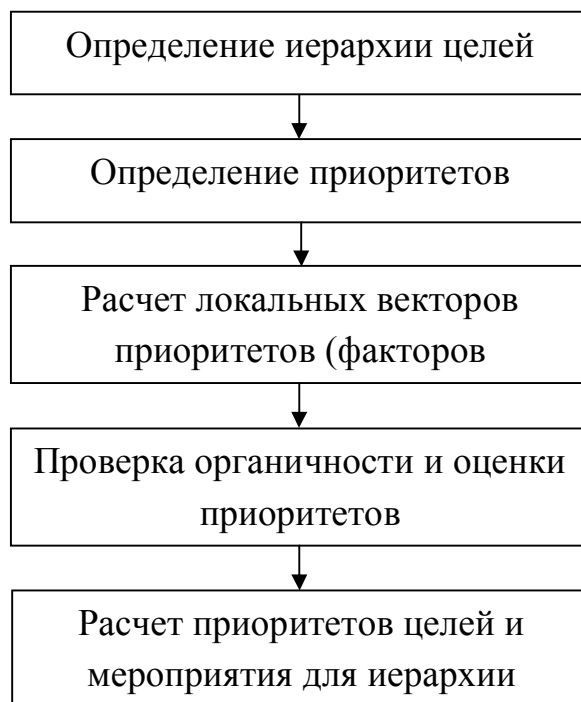 Определение иерархии целей
Определение приоритетов
Расчет локальных векторов
приоритетов (факторов
Проверка органичности и оценки
приоритетов
Расчет приоритетов целей и
мероприятия для иерархии